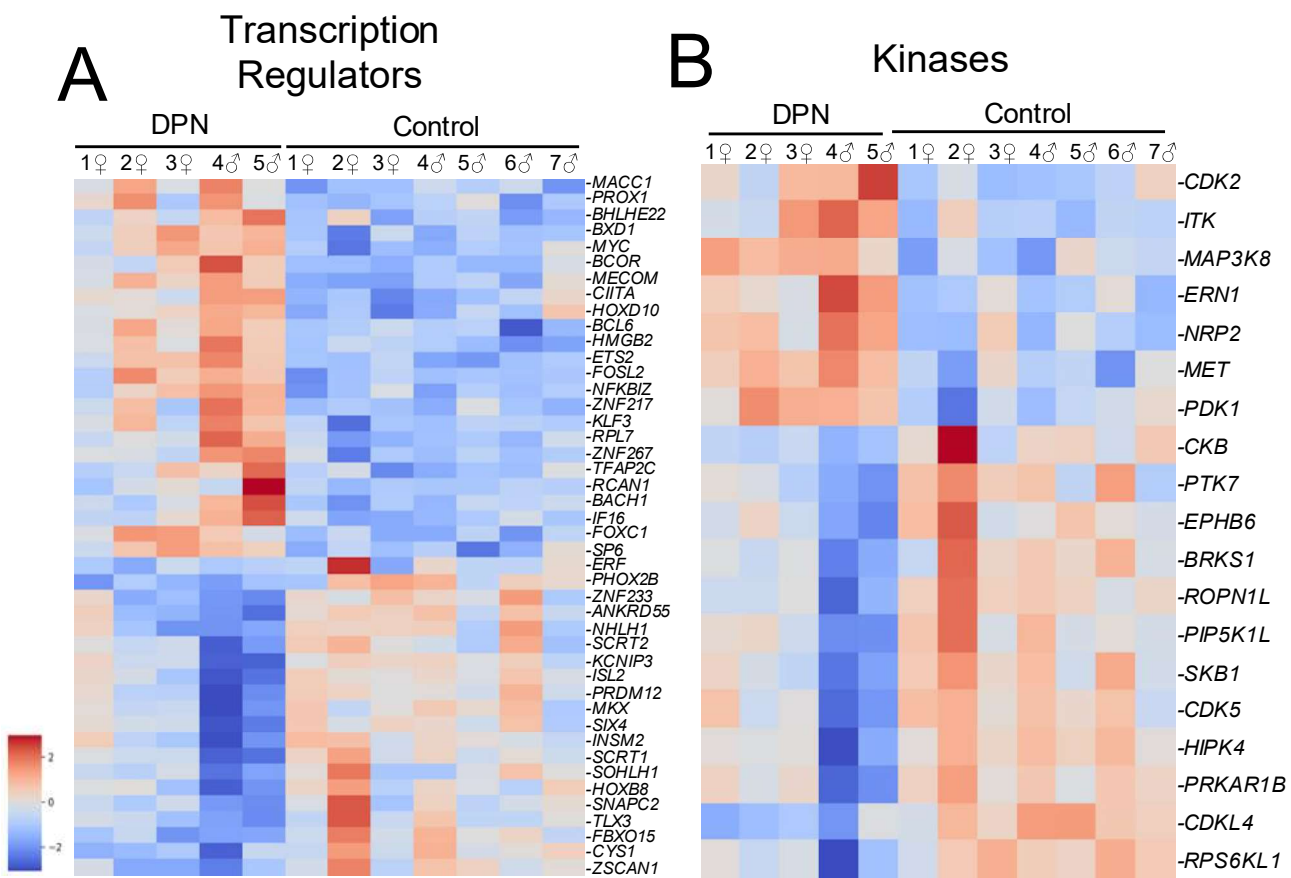 A
Transcription
Regulators
DPN
Control
1♀ 2♀ 3♀ 4♂ 5♂ 1♀ 2♀ 3♀ 4♂ 5♂ 6♂ 7♂
-MACC1
-PROX1
-BHLHE22
-BXD1
-MYC
-BCOR
-MECOM
-CIITA
-HOXD10
-BCL6
-HMGB2
-ETS2
-FOSL2
-NFKBIZ
-ZNF217
-KLF3
-RPL7
-ZNF267
-TFAP2C
-RCAN1
-BACH1
-IF16
-FOXC1
-SP6
-ERF
-PHOX2B
-ZNF233
-ANKRD55
-NHLH1
-SCRT2
-KCNIP3
-ISL2
-PRDM12
-MKX
-SIX4
-INSM2
-SCRT1
-SOHLH1
-HOXB8
-SNAPC2
-TLX3
-FBXO15
-CYS1
-ZSCAN1
2
0
−2
B
Kinases
DPN
Control
1♀ 2♀ 3♀ 4♂ 5♂ 1♀ 2♀ 3♀ 4♂ 5♂ 6♂ 7♂
-CDK2
-ITK
-MAP3K8
-ERN1
-NRP2
-MET
-PDK1
-CKB
-PTK7
-EPHB6
-BRKS1
-ROPN1L
-PIP5K1L
-SKB1
-CDK5
-HIPK4
-PRKAR1B
-CDKL4
-RPS6KL1